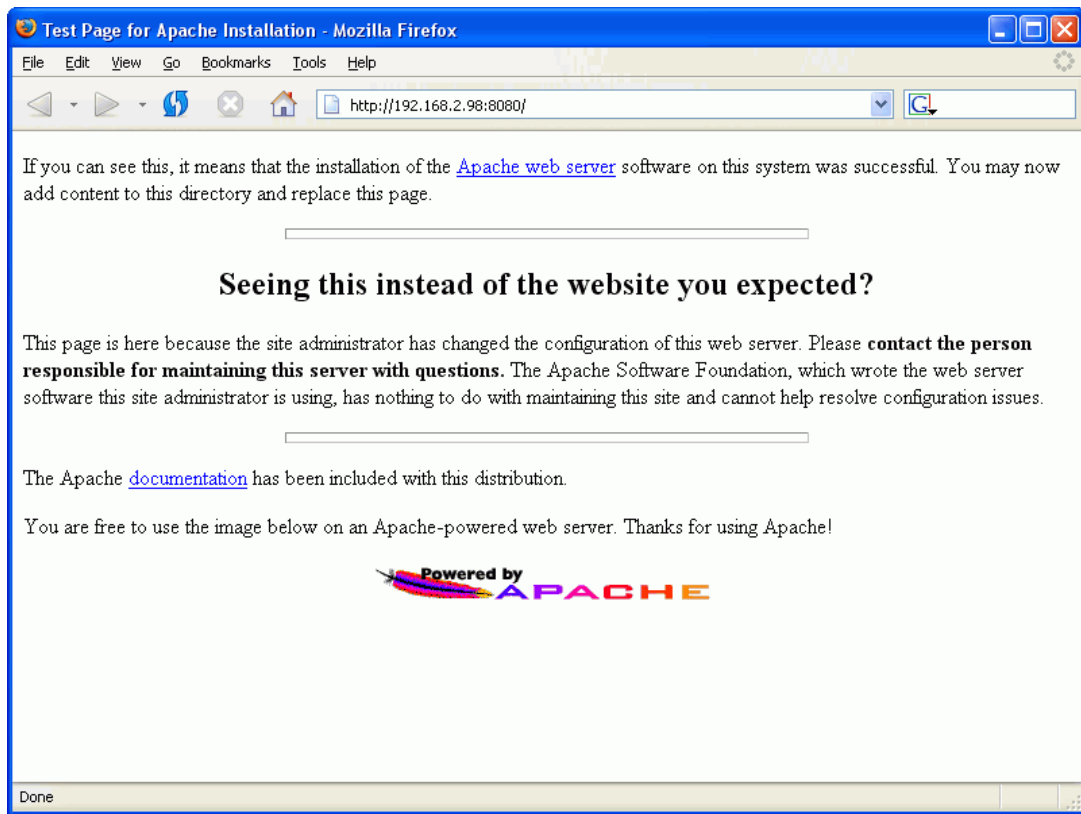 Test Page for Apache Installation - Mozilla Firefox
File Edit View Go Bookmarks Tools Help
http://192.168.2.98:8080/ G
If you can see this, it means that the installation of the Apache web server software on this system was successful. You may now
add content to this directory and replace this page.
Seeing this instead of the website you expected?
This page is here because the site administrator has changed the configuration of this web server. Please contact the person
responsible for maintaining this server with questions. The Apache Software Foundation, which wrote the web server
software this site administrator is using, has nothing to do with maintaining this site and cannot help resolve configuration issues.
The Apache documentation has been included with this distribution.
You are free to use the image below on an Apache-powered web server. Thanks for using Apache!
Powered by
APACHE
Done